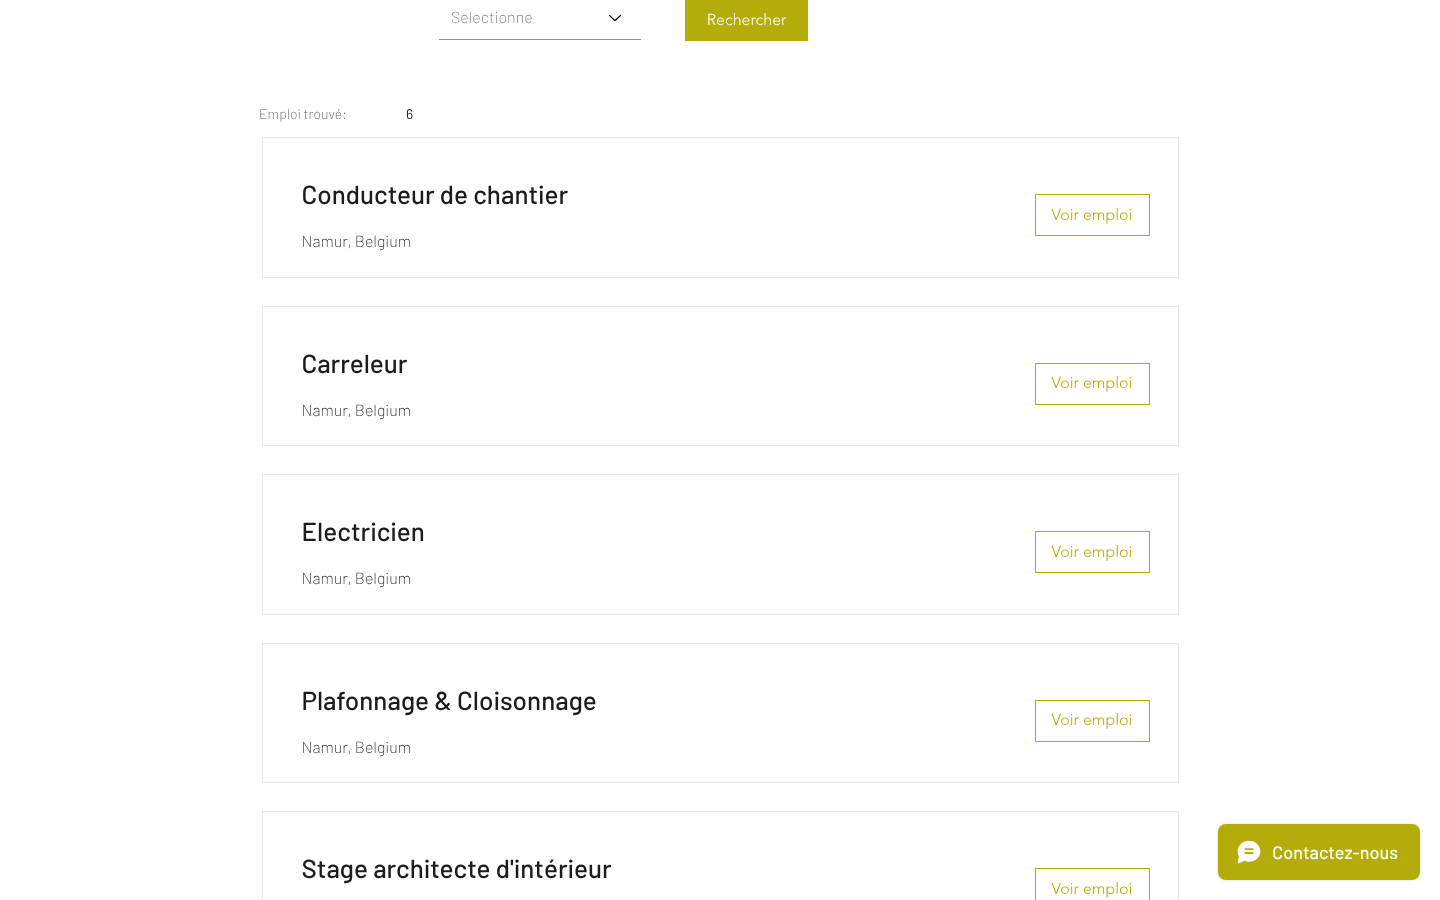 Selectionne
Rechercher
Emploi trouvé: 6
Conducteur de chantier
Namur, Belgium
Voir emploi
Carreleur
Namur, Belgium
Voir emploi
Electricien
Namur, Belgium
Voir emploi
Plafonnage & Cloisonnage
Namur, Belgium
Voir emploi
Stage architecte d'intérieur
Voir emploi
Contactez-nous